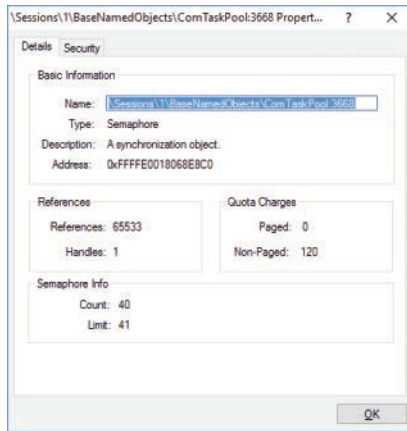 \Sessions\1\BaseNamedObjects\ComTaskPool:3668 Propert... ? ×
Details Security
Basic Information
Name: \Sessions\1\BaseNamedObjects\ComTaskPool:3668
Type: Semaphore
Description: A synchronization object.
Address: 0xFFFFE0018068E8C0
References Quota Charges
References: 65533 Paged: 0
Handles: 1 Non-Paged: 120
Semaphore Info
Count: 40
Limit: 41
OK